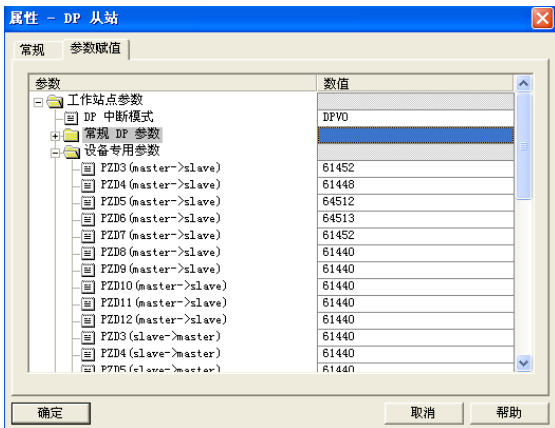 属性 - DP 从站
常规 参数赋值
参数 数值
工作站点参数
DP 中断模式 DPV0
常规 DP 参数
设备专用参数
PZD3(master->slave) 61452
PZD4(master->slave) 61448
PZD5(master->slave) 64512
PZD6(master->slave) 64513
PZD7(master->slave) 61452
PZD8(master->slave) 61440
PZD9(master->slave) 61440
PZD10(master->slave) 61440
PZD11(master->slave) 61440
PZD12(master->slave) 61440
PZD3(slave->master) 61440
PZD4(slave->master) 61440
PZD5(slave->master) 61440
确定 取消 帮助